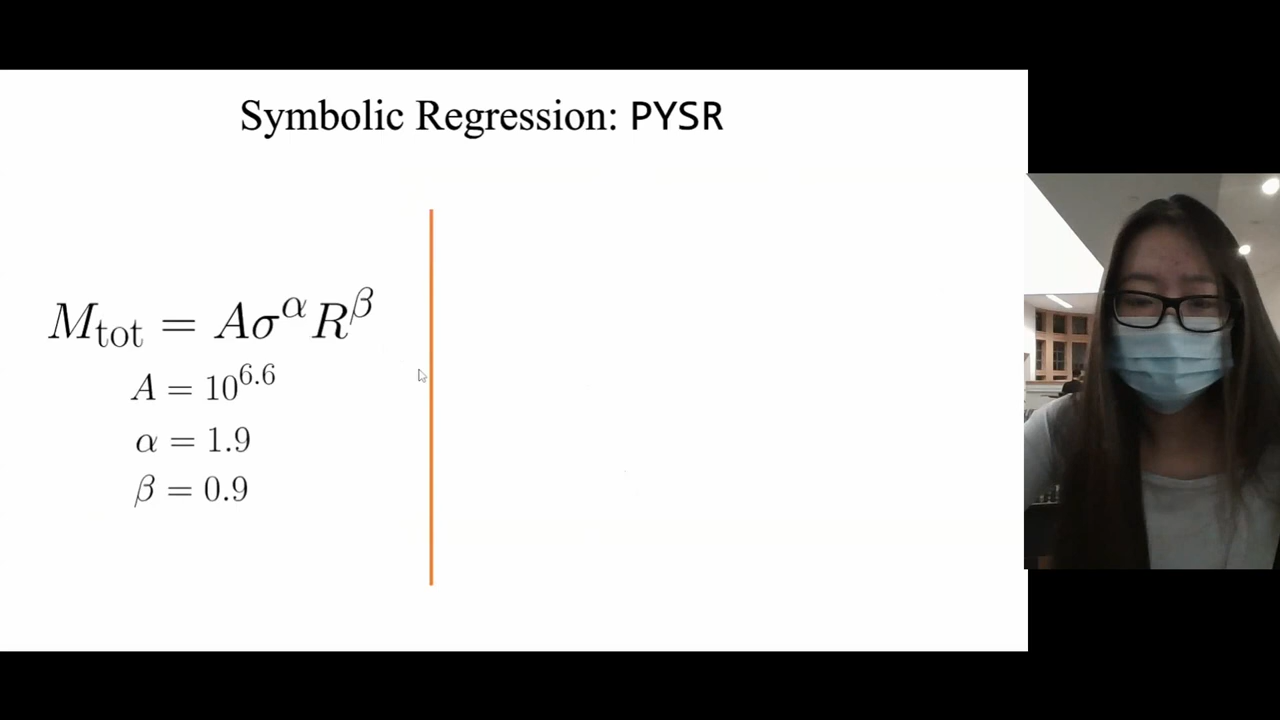 Symbolic Regression: PYSR
M_tot = Aσ^α R^β
A = 10^6.6
α = 1.9
β = 0.9